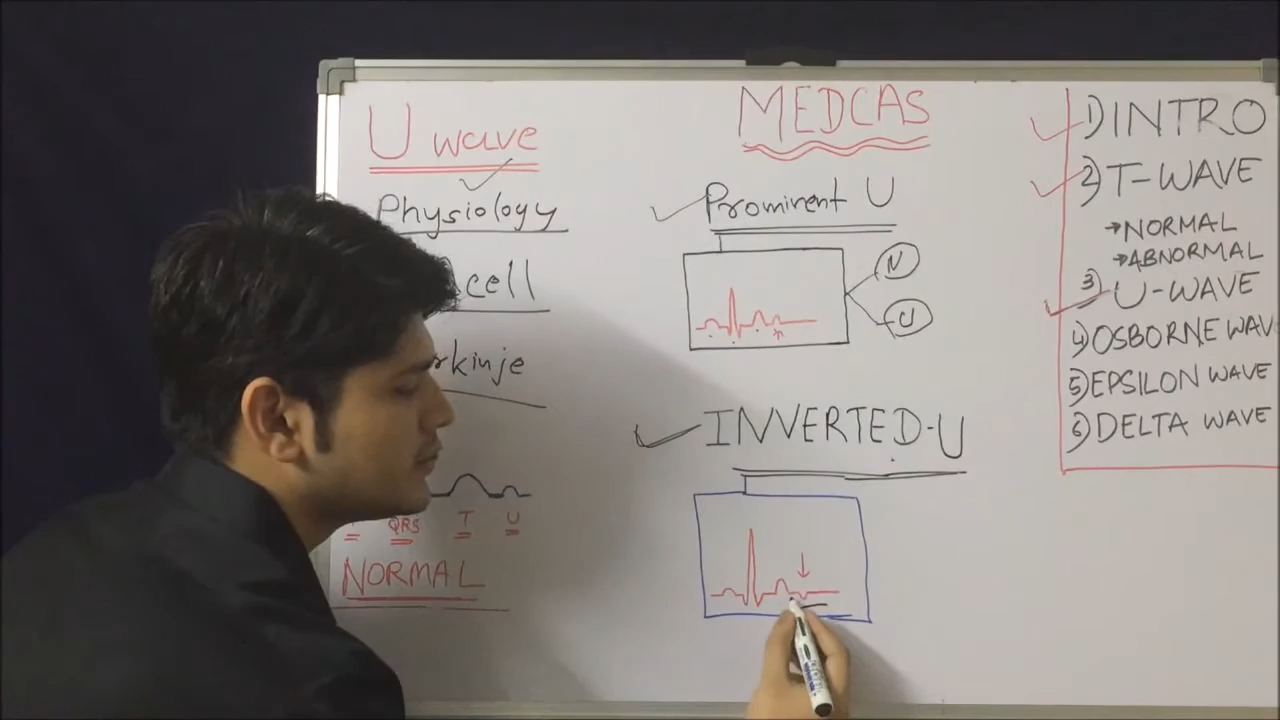 U wave
Physiology
cell
rkinje
QRS T U
NORMAL
MEDCAS
Prominent U
N
U
INVERTED-U
1) INTRO
2) T-WAVE
→NORMAL
→ABNORMAL
3) U-WAVE
4) OSBORNE WAV
5) EPSILON WAVE
6) DELTA WAVE